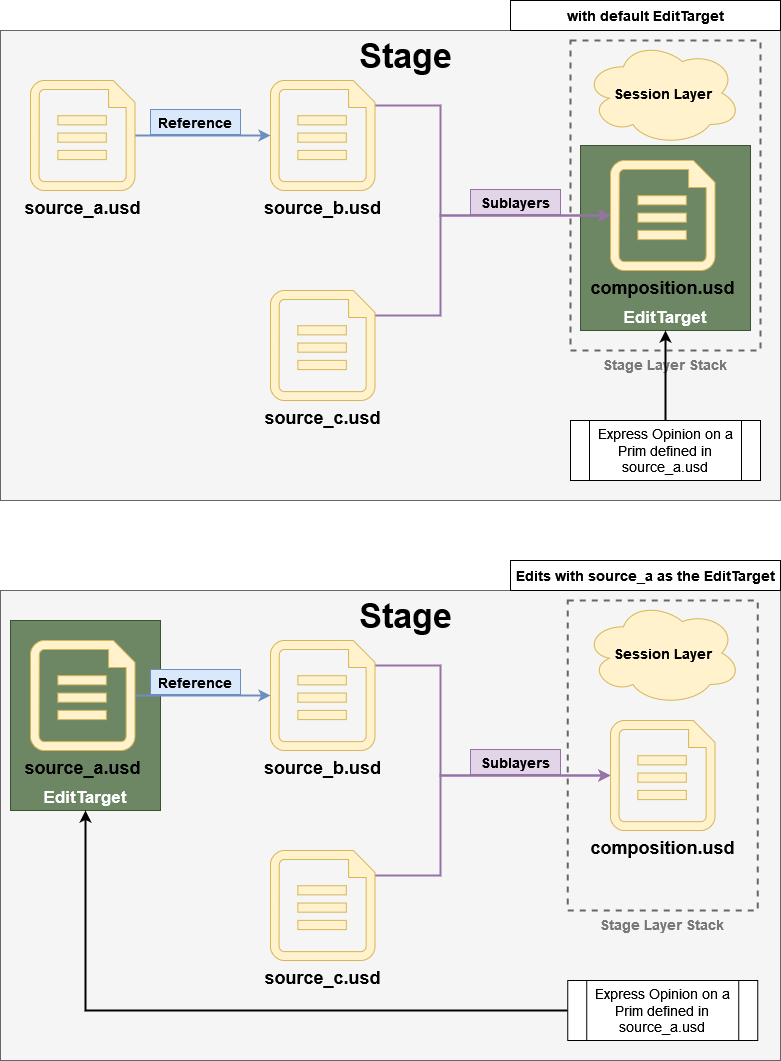 with default EditTarget
Stage
Session Layer
Reference
source_a.usd
source_b.usd
Sublayers
composition.usd
EditTarget
Stage Layer Stack
source_c.usd
Express Opinion on a
Prim defined in
source_a.usd
Edits with source_a as the EditTarget
Stage
Session Layer
Reference
source_a.usd
EditTarget
source_b.usd
Sublayers
composition.usd
Stage Layer Stack
source_c.usd
Express Opinion on a
Prim defined in
source_a.usd